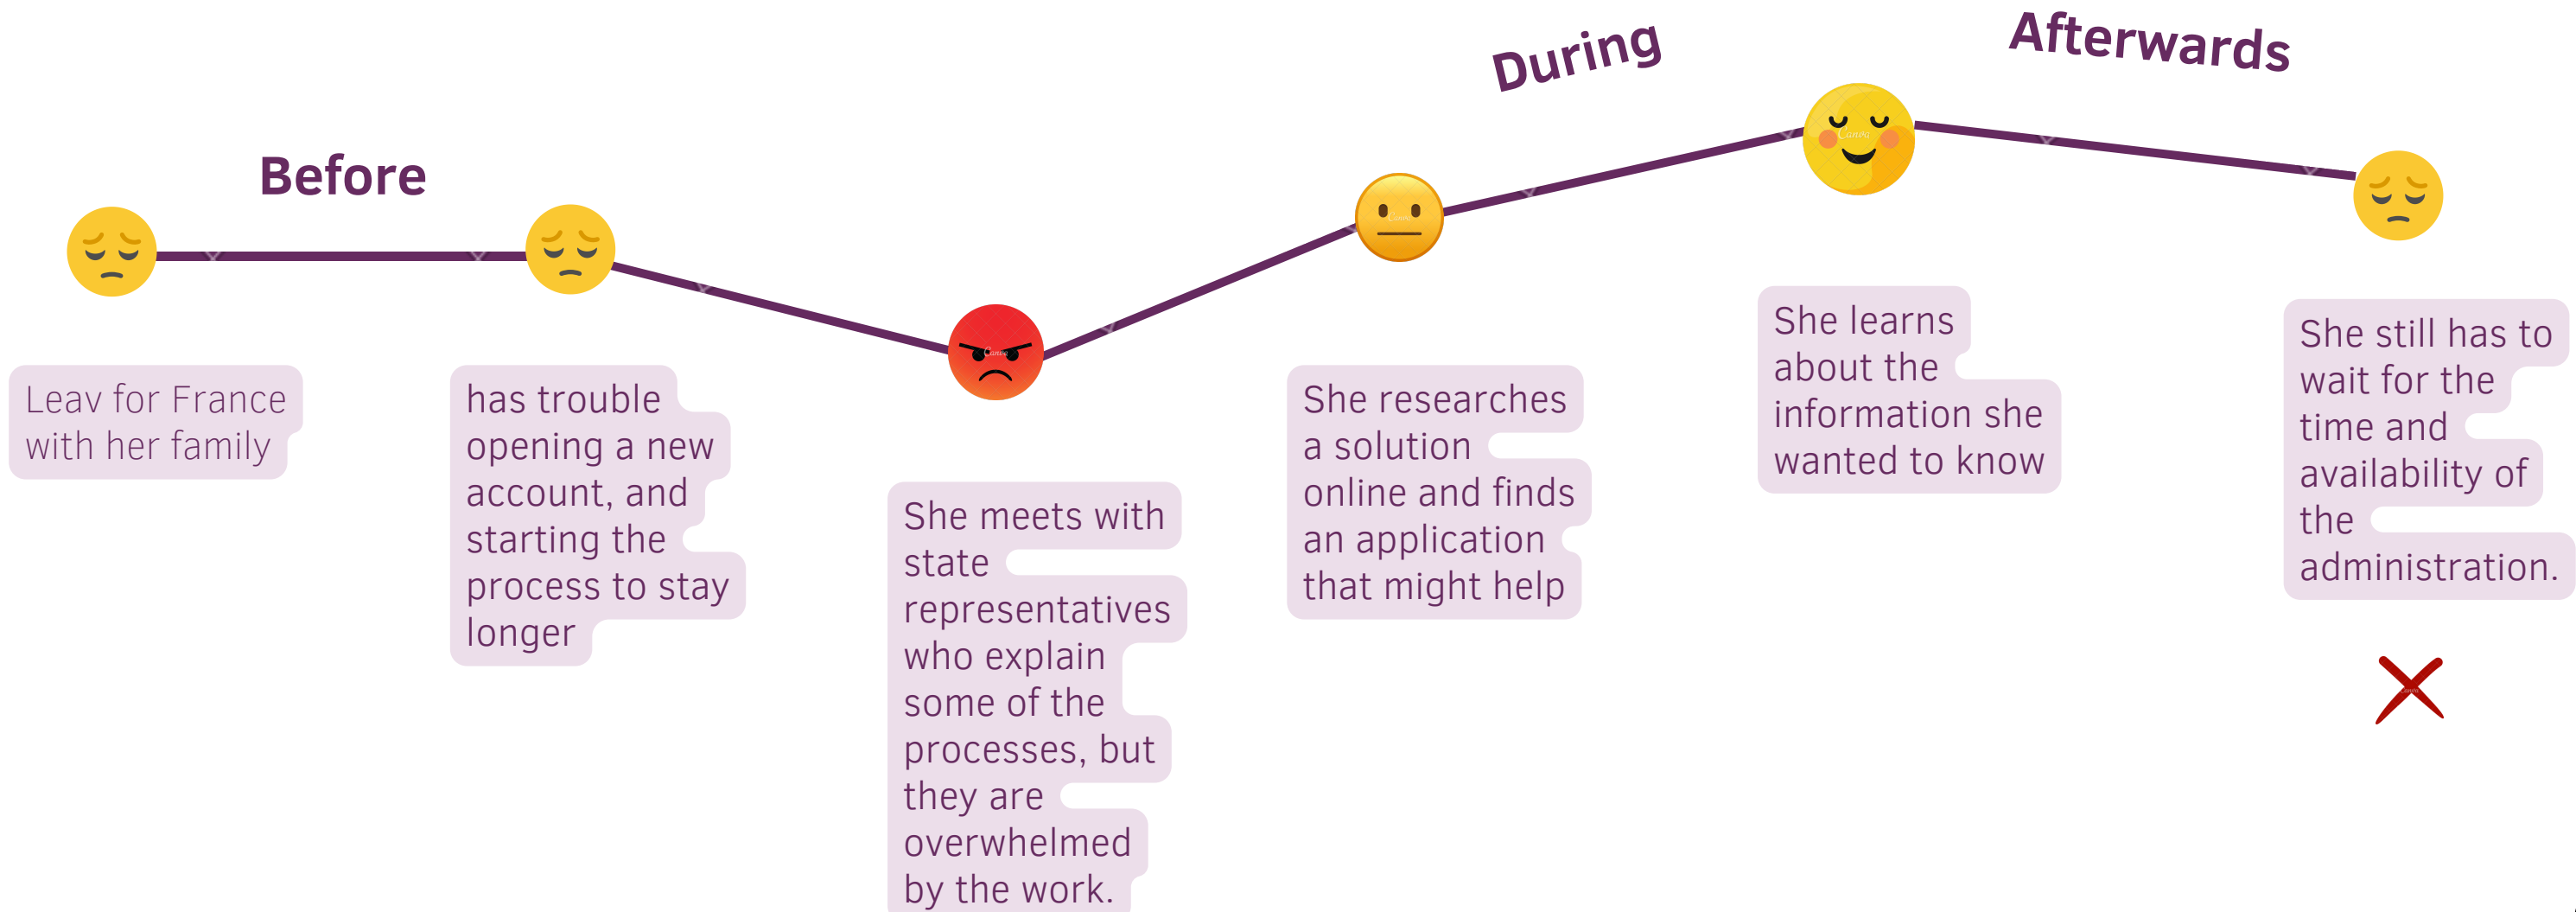 Before
During
Afterwards
Leav for France
with her family
has trouble
opening a new
account, and
starting the
process to stay
longer
She meets with
state
representatives
who explain
some of the
processes, but
they are
overwhelmed
by the work.
She researches
a solution
online and finds
an application
that might help
She learns
about the
information she
wanted to know
She still has to
wait for the
time and
availability of
the
administration.